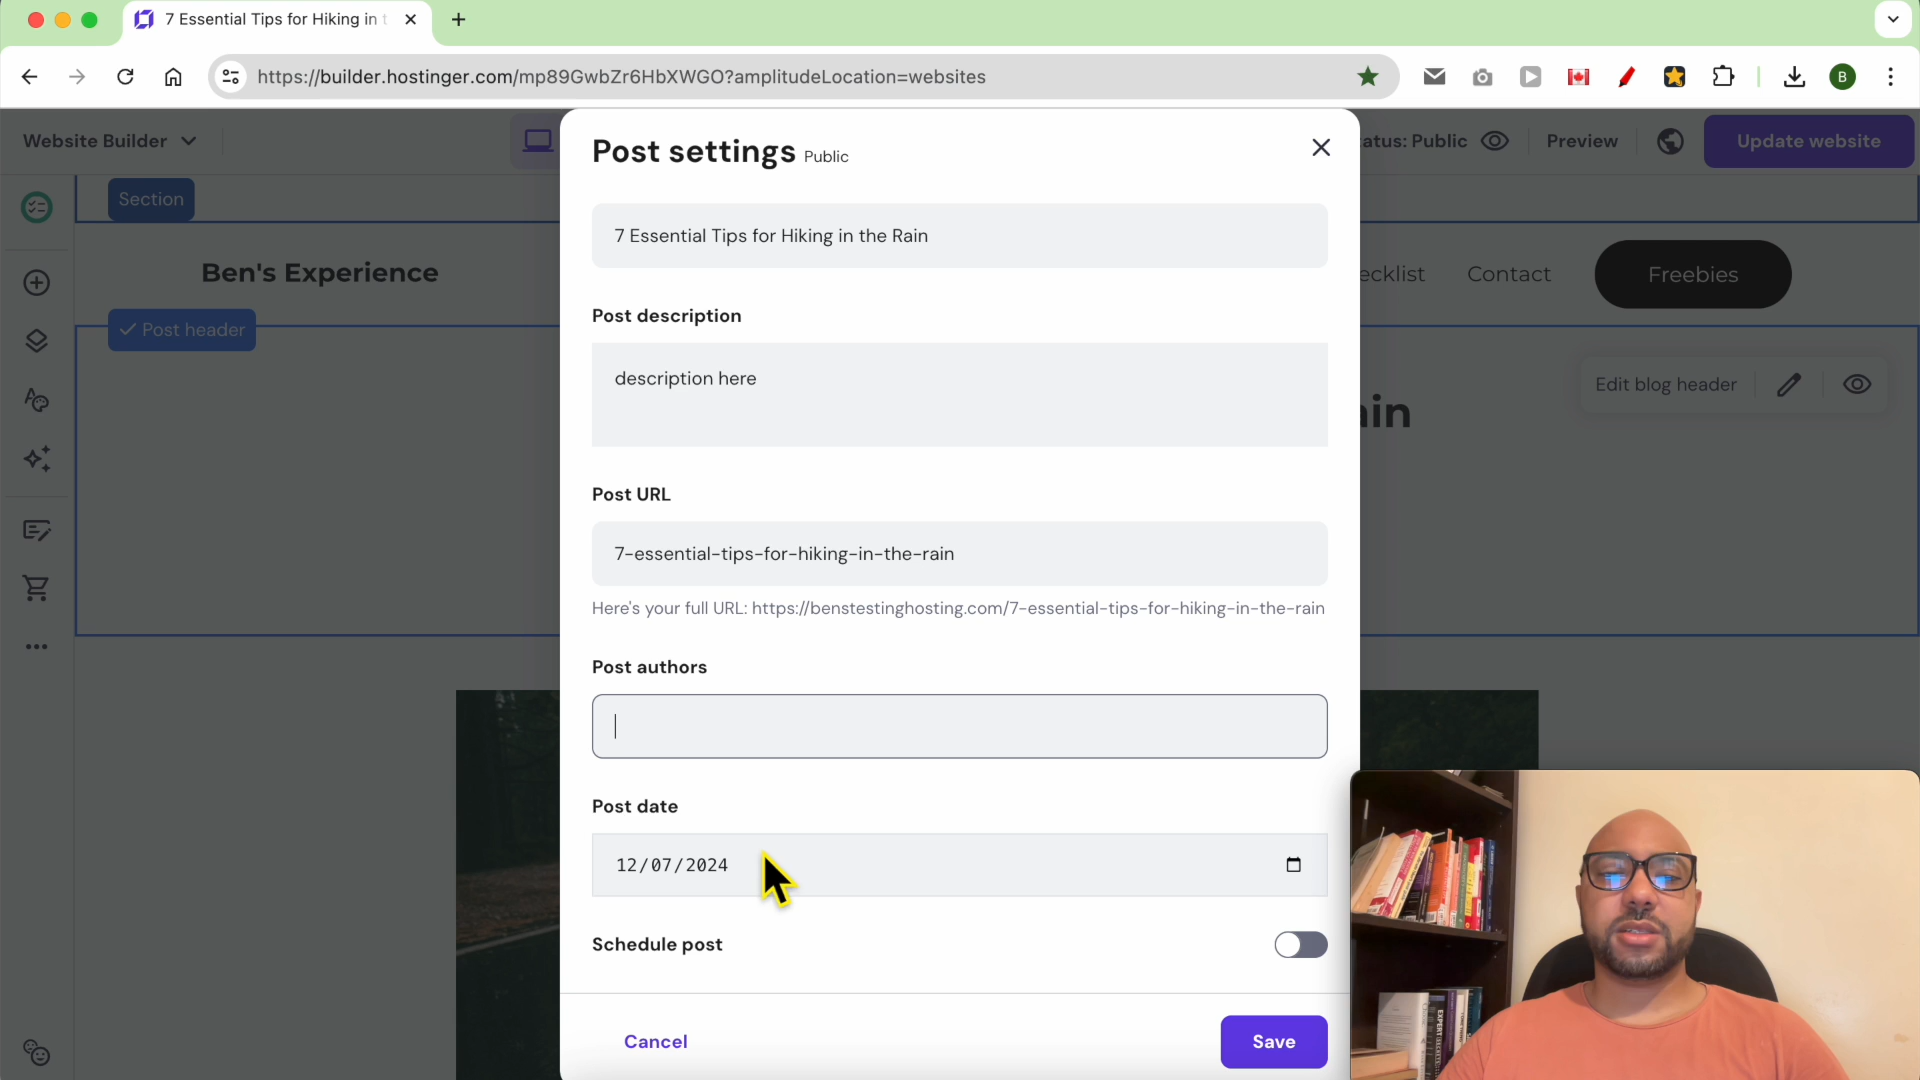 7 Essential Tips for Hiking in t
https://builder.hostinger.com/mp89GwbZr6HbXWGO?amplitudeLocation=websites
B
Website Builder
Post settings Public
atus: Public
Preview
Update website
Section
7 Essential Tips for Hiking in the Rain
Ben's Experience
ecklist
Contact
Freebies
Post description
Post header
description here
Edit blog header
ain
Post URL
7-essential-tips-for-hiking-in-the-rain
Here's your full URL: https://benstestinghosting.com/7-essential-tips-for-hiking-in-the-rain
Post authors
Post date
12/07/2024
Schedule post
Cancel
Save
EXPERT SECRETS